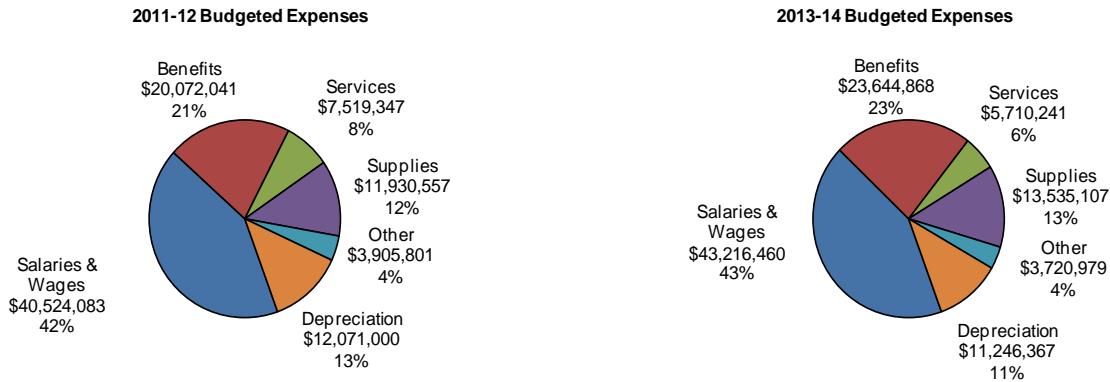 2011-12 Budgeted Expenses
Benefits
$20,072,041
21%
Services
$7,519,347
8%
Supplies
$11,930,557
12%
Other
$3,905,801
4%
Depreciation
$12,071,000
13%
Salaries &
Wages
$40,524,083
42%
2013-14 Budgeted Expenses
Benefits
$23,644,868
23%
Services
$5,710,241
6%
Supplies
$13,535,107
13%
Other
$3,720,979
4%
Depreciation
$11,246,367
11%
Salaries &
Wages
$43,216,460
43%